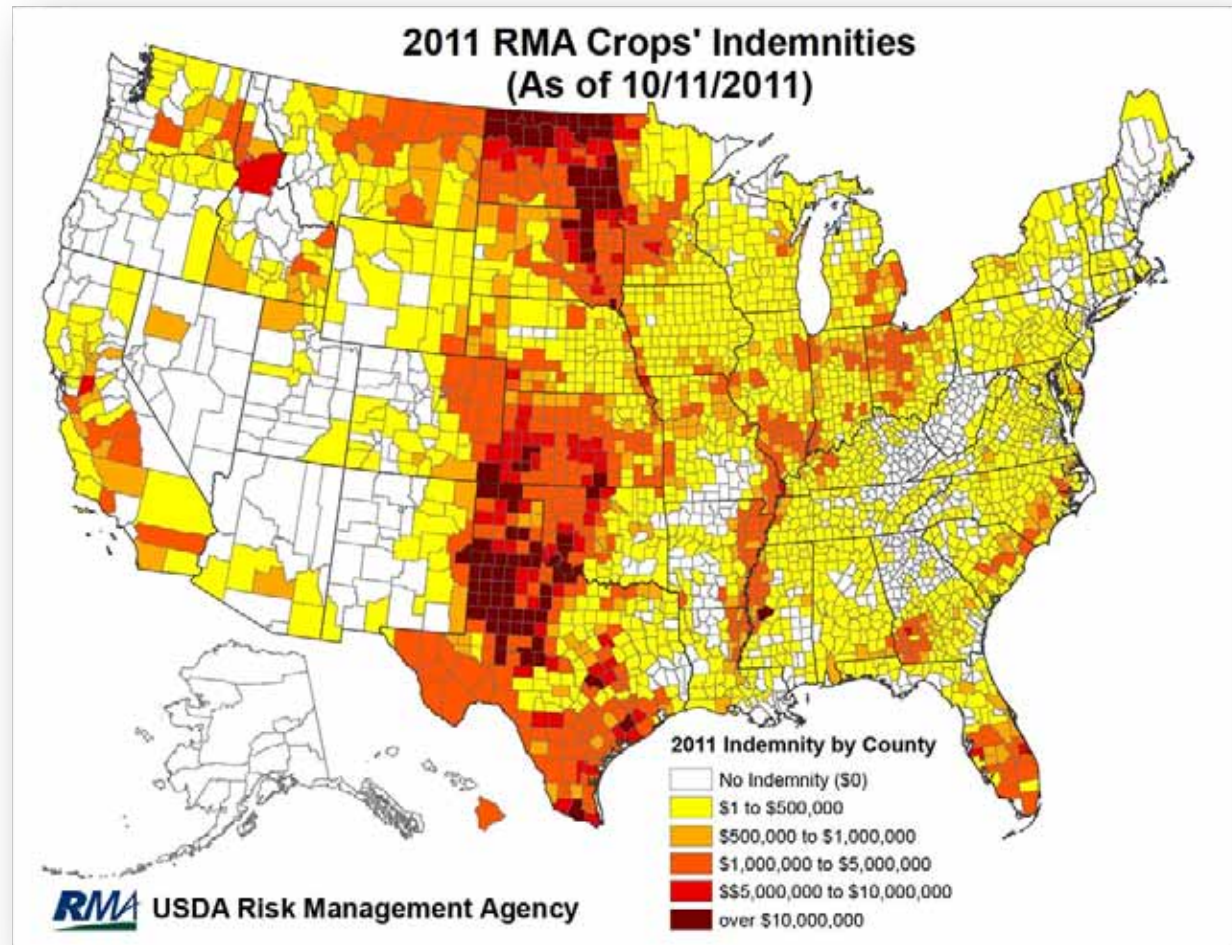 2011 RMA Crops' Indemnities
(As of 10/11/2011)
2011 Indemnity by County
No Indemnity ($0)
$1 to $500,000
$500,000 to $1,000,000
$1,000,000 to $5,000,000
$$5,000,000 to $10,000,000
over $10,000,000
RMA USDA Risk Management Agency